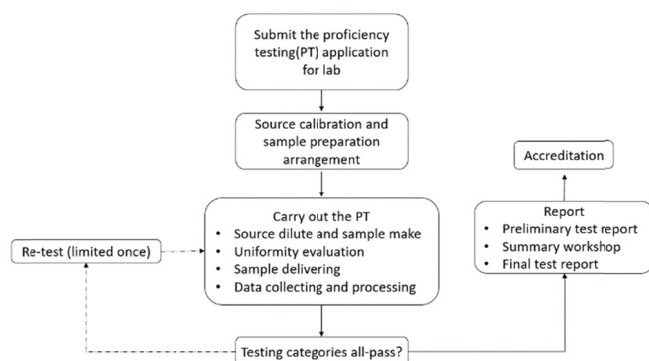 Submit the proficiency
testing(PT) application
for lab
Source calibration and
sample preparation
arrangement
Accreditation
Carry out the PT
• Source dilute and sample make
• Uniformity evaluation
• Sample delivering
• Data collecting and processing
Report
• Preliminary test report
• Summary workshop
• Final test report
Re-test (limited once)
Testing categories all-pass?